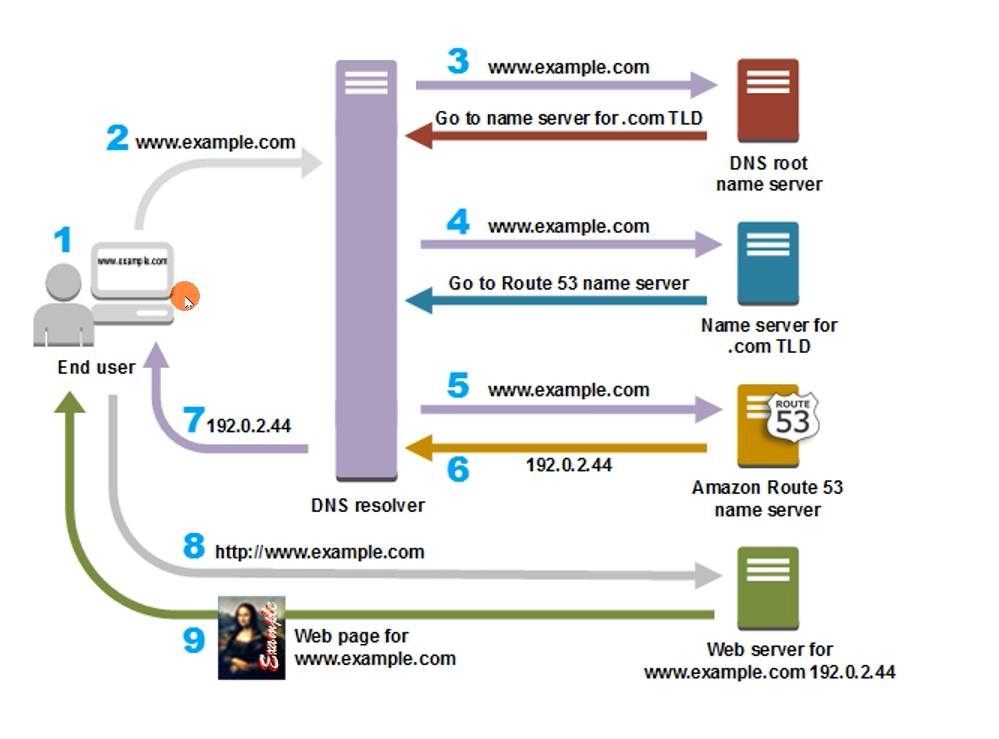 3 www.example.com
Go to name server for .com TLD
DNS root
name server
2 www.example.com
1
www.example.com
End user
4 www.example.com
Go to Route 53 name server
Name server for
.com TLD
5 www.example.com
ROUTE
53
6 192.0.2.44
Amazon Route 53
name server
7 192.0.2.44
DNS resolver
8 http://www.example.com
9
Example
Web page for
www.example.com
Web server for
www.example.com 192.0.2.44